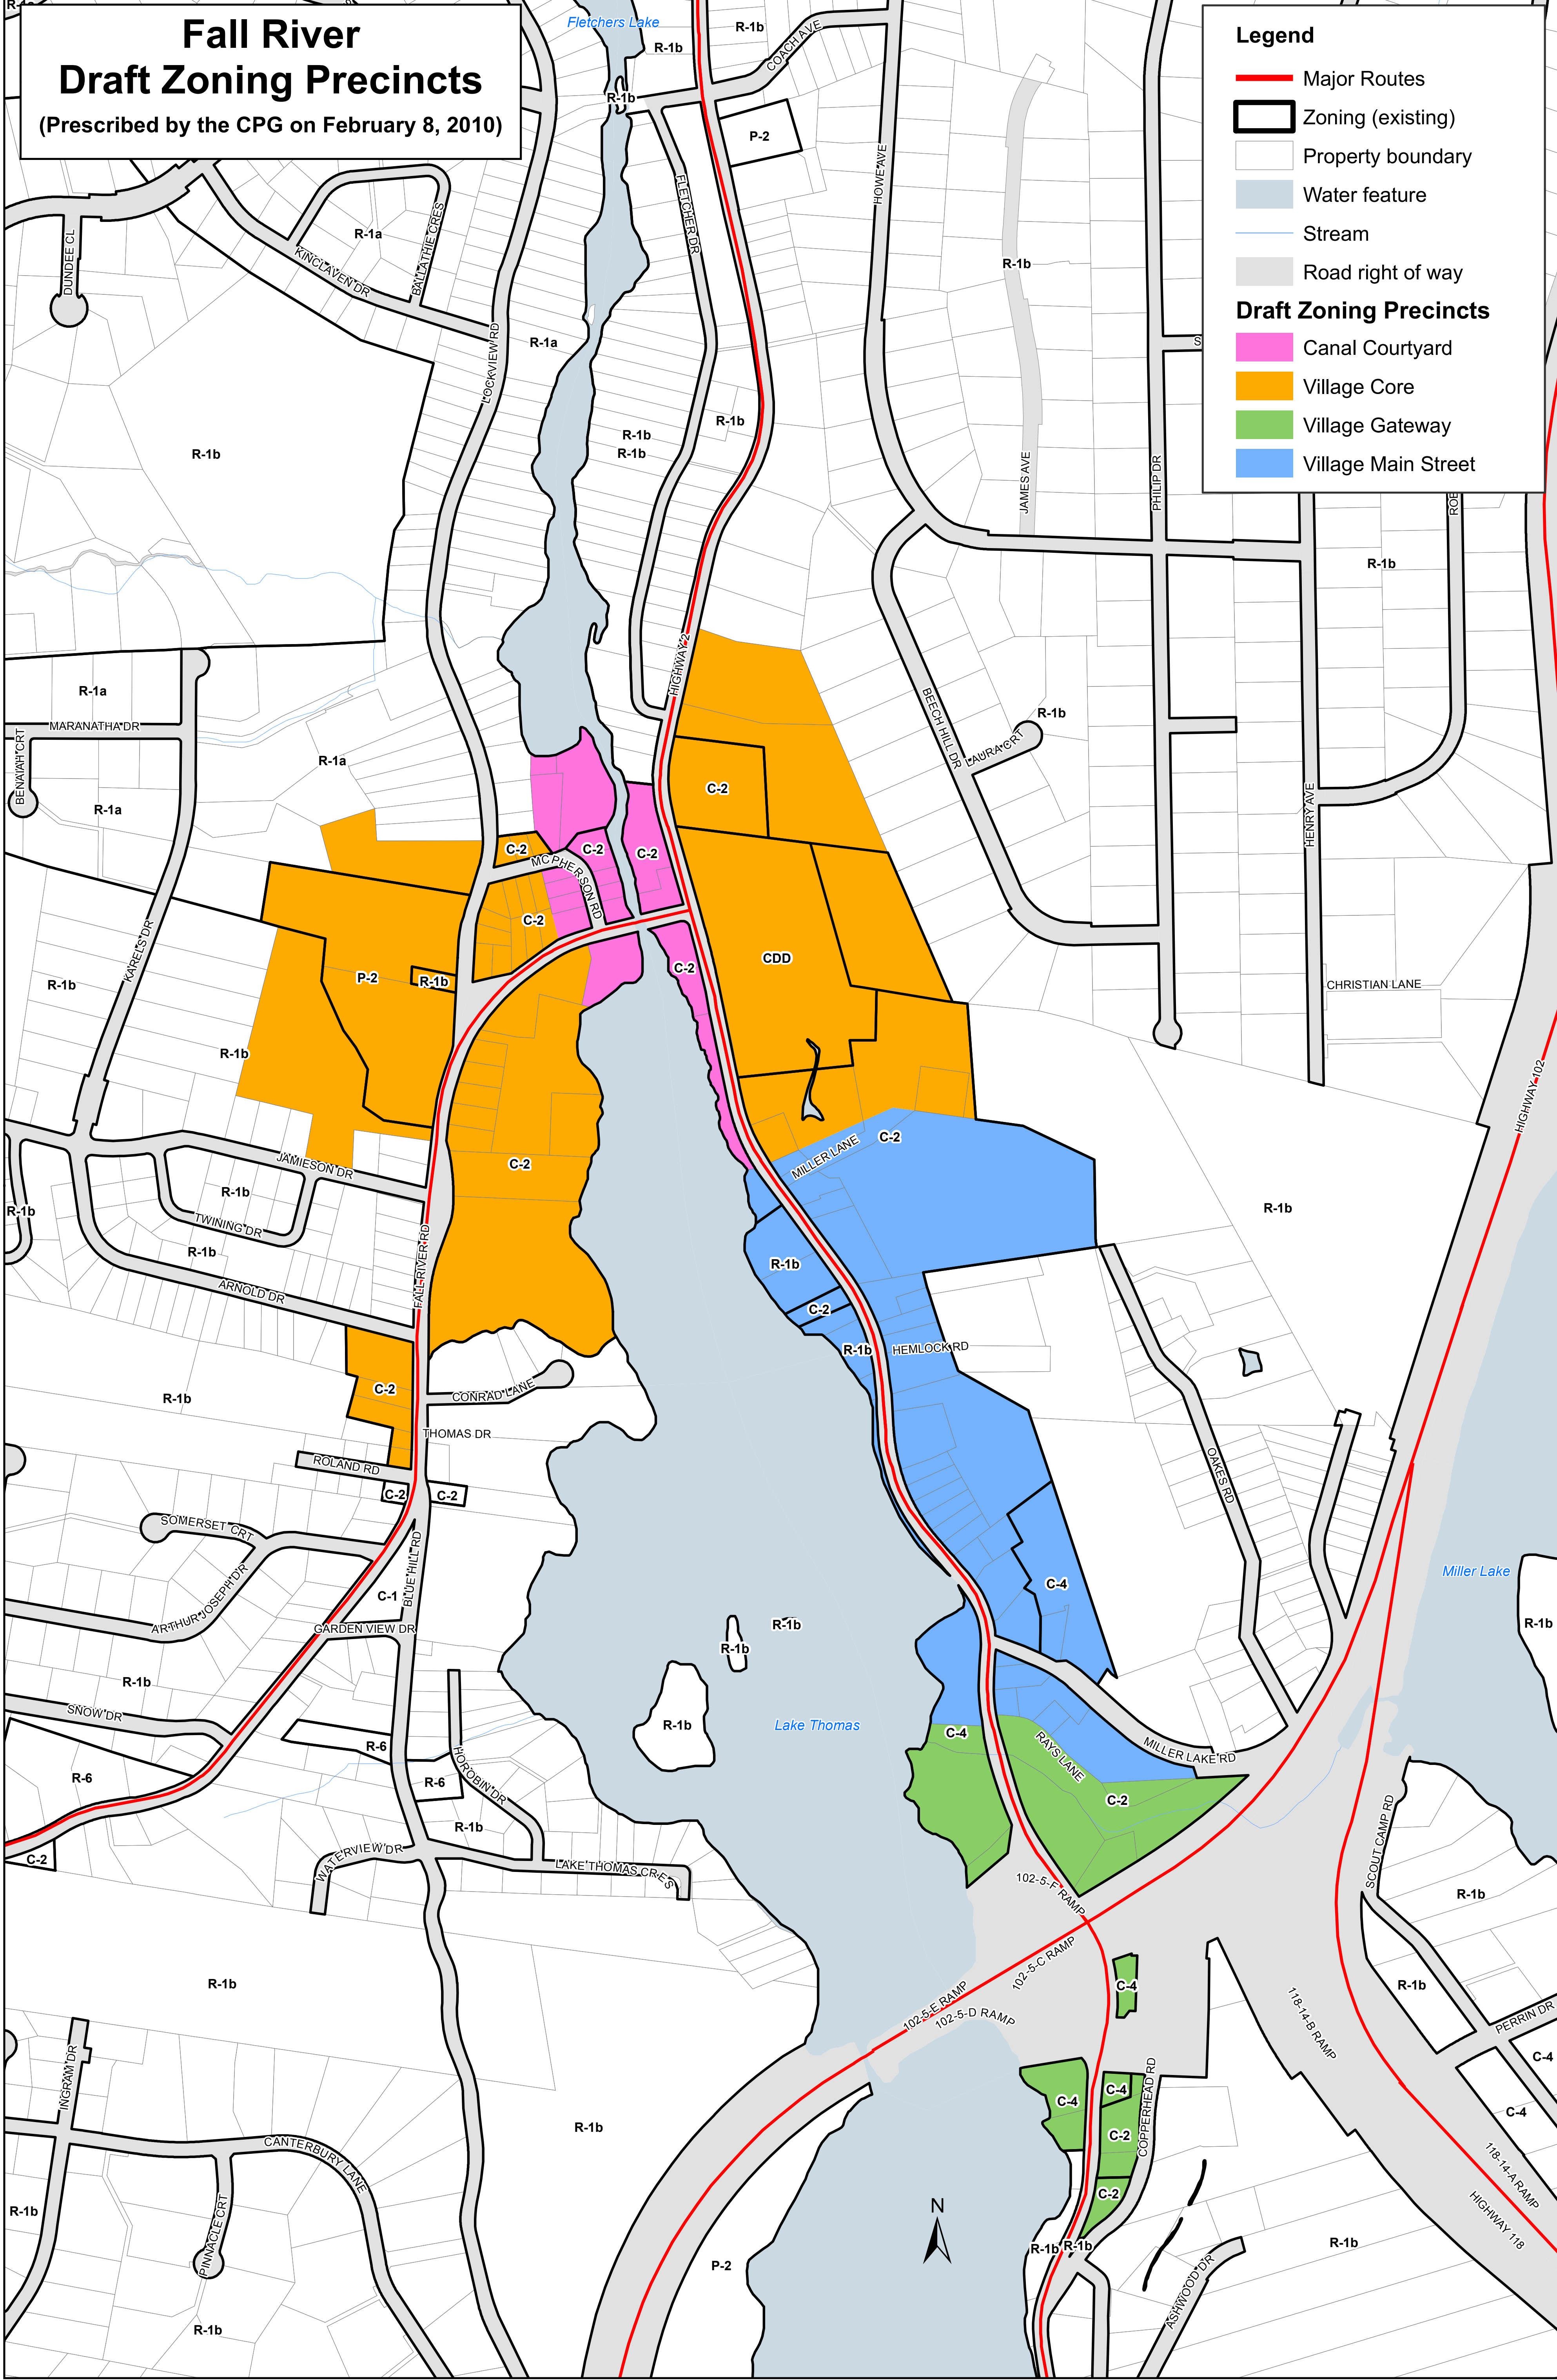 Fall River
Draft Zoning Precincts
(Prescribed by the CPG on February 8, 2010)
Legend
Major Routes
Zoning (existing)
Property boundary
Water feature
Stream
Road right of way
Draft Zoning Precincts
Canal Courtyard
Village Core
Village Gateway
Village Main Street
Fletchers Lake
R-1b
R-1b
R-1b
COACH AVE
P-2
HOWE AVE
FLETCHER DR
DUNDEE CL
R-1a
BALLATHIE CRES
KINCLAVEN DR
LOCKVIEW RD
R-1a
R-1b
R-1b
R-1b
R-1b
R-1b
JAMES AVE
PHILIP DR
R-1b
HIGHWAY 2
R-1a
MARANATHA DR
BENAIAH CRT
R-1a
R-1a
BEECH HILL DR
LAURA CRT
R-1b
HENRY AVE
C-2
C-2
C-2
C-2
MCPHERSON RD
C-2
KARELS DR
R-1b
P-2
R-1b
C-2
CDD
CHRISTIAN LANE
R-1b
HIGHWAY 102
C-2
MILLER LANE
C-2
JAMIESON DR
R-1b
R-1b
TWINING DR
R-1b
ARNOLD DR
FALL RIVER RD
R-1b
R-1b
C-2
R-1b
HEMLOCK RD
C-2
R-1b
CONRAD LANE
THOMAS DR
ROLAND RD
C-2
C-2
OAKES RD
SOMERSET CRT
ARTHUR JOSEPH DR
BLUE HILL RD
C-1
GARDEN VIEW DR
C-4
Miller Lake
R-1b
R-1b
R-1b
R-1b
SNOW DR
R-1b
Lake Thomas
C-4
RAYS LANE
MILLER LAKE RD
R-6
R-6
R-6
HOROBIN DR
R-1b
C-2
C-2
WATERVIEW DR
LAKE THOMAS CRES
SCOUT CAMP RD
102-5-F RAMP
R-1b
R-1b
102-5-C RAMP
102-5-E RAMP
102-5-D RAMP
C-4
R-1b
118-14-B RAMP
PERRIN DR
C-4
INGRAM DR
C-4
C-4
C-2
COPPERHEAD RD
C-4
R-1b
CANTERBURY LANE
118-14-A RAMP
HIGHWAY 118
C-2
R-1b
PINNACLE CRT
N
R-1b
R-1b
R-1b
P-2
ASHWOOD DR
R-1b